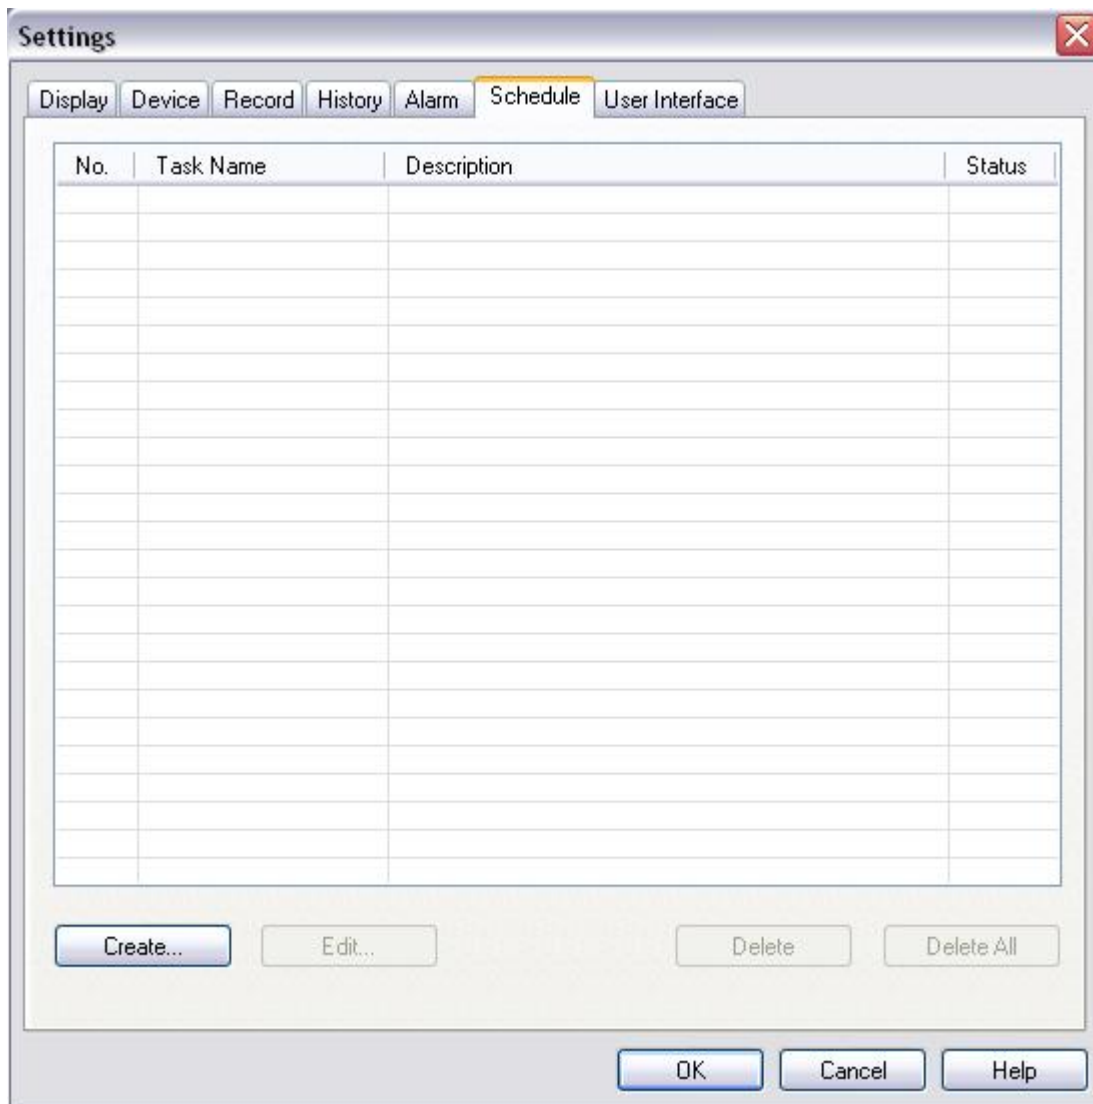 Settings
Display Device Record History Alarm Schedule User Interface
No. Task Name Description Status
Create... Edit... Delete Delete All
OK Cancel Help